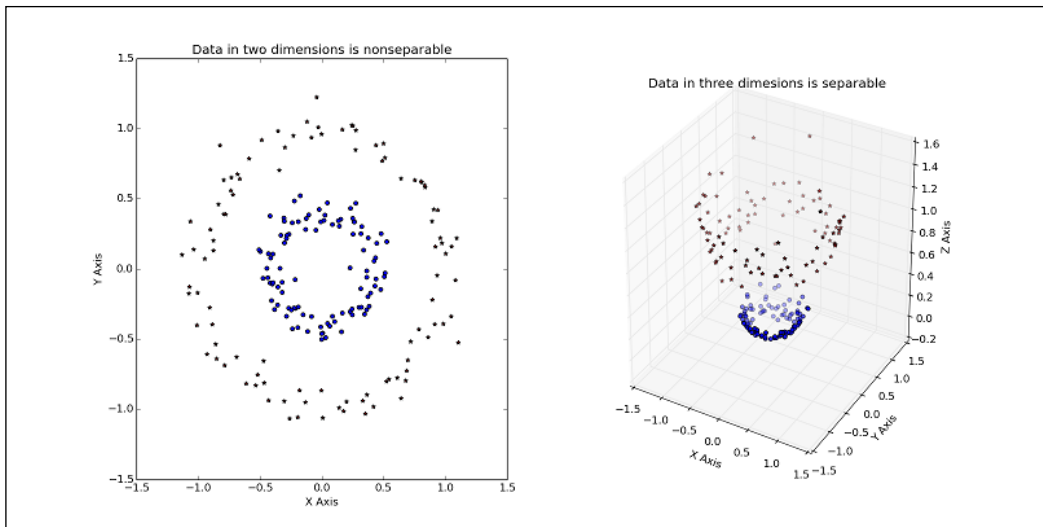 Data in two dimensions is nonseparable
1.5
1.0
0.5
0.0
−0.5
−1.0
−1.5
Y Axis
−1.5 −1.0 −0.5 0.0 0.5 1.0 1.5
X Axis
Data in three dimesions is separable
1.6
1.4
1.2
1.0
0.8
0.6
0.4
0.2
0.0
−0.2
Z Axis
−1.5 −1.0 −0.5 0.0 0.5 1.0 1.5
X Axis
−1.5 −1.0 −0.5 0.0 0.5 1.0 1.5
Y Axis